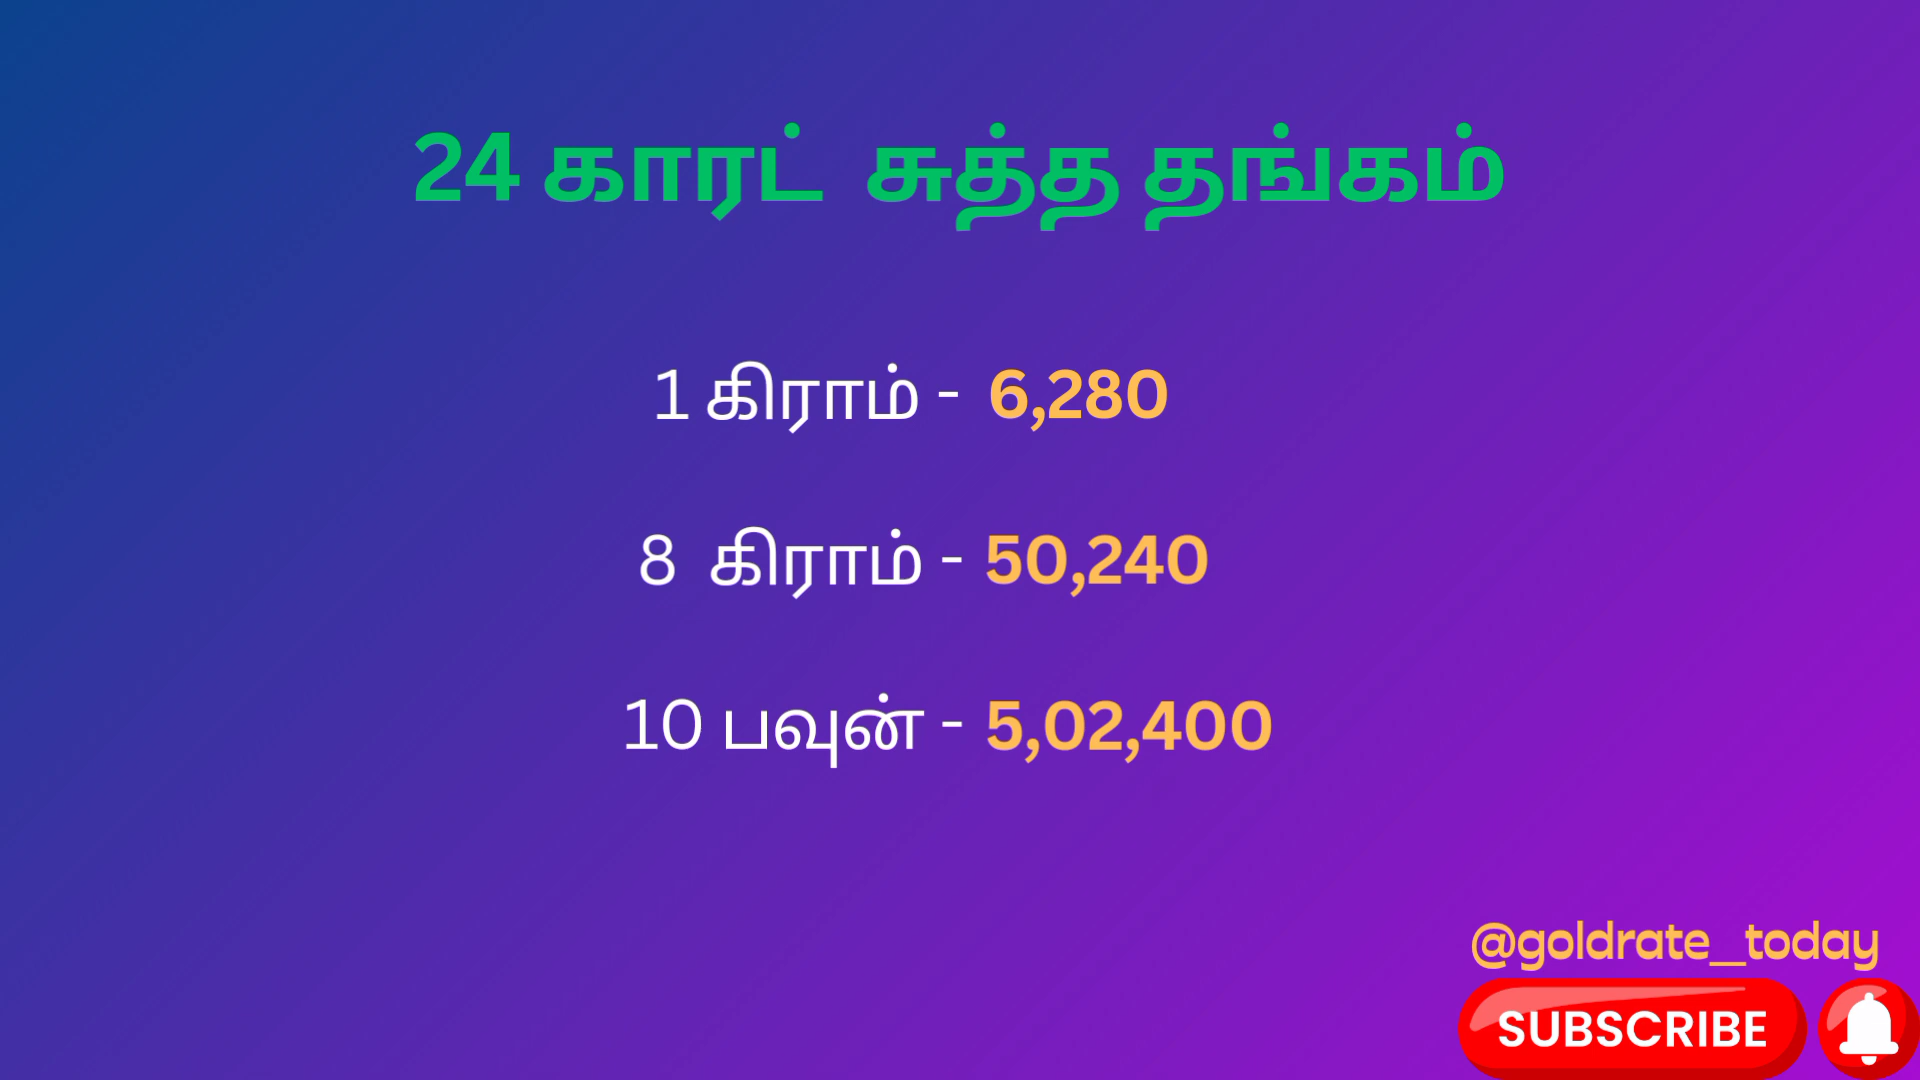 24 காரட் சுத்த தங்கம்
1 கிராம் - 6,280
8 கிராம் - 50,240
10 பவுன் - 5,02,400
@goldrate_today
SUBSCRIBE